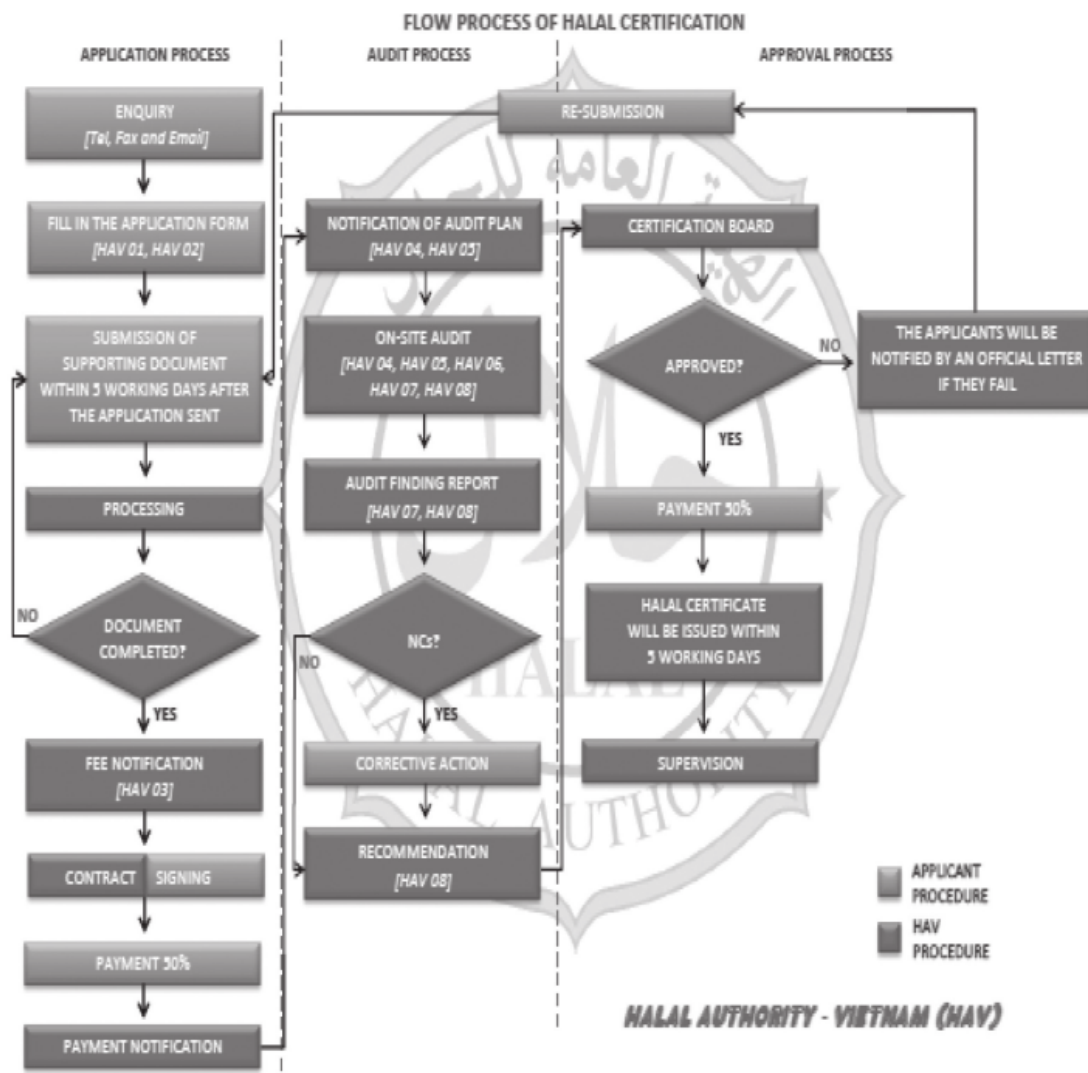 FLOW PROCESS OF HALAL CERTIFICATION
APPLICATION PROCESS
ENQUIRY
[Tel, Fax and Email]
FILL IN THE APPLICATION FORM
[HAV 01, HAV 02]
SUBMISSION OF
SUPPORTING DOCUMENT
WITHIN 5 WORKING DAYS AFTER
THE APPLICATION SENT
PROCESSING
NO
DOCUMENT
COMPLETED?
YES
FEE NOTIFICATION
[HAV 03]
CONTRACT SIGNING
PAYMENT 50%
PAYMENT NOTIFICATION
AUDIT PROCESS
NOTIFICATION OF AUDIT PLAN
[HAV 04, HAV 05]
ON-SITE AUDIT
[HAV 04, HAV 05, HAV 06,
HAV 07, HAV 08]
AUDIT FINDING REPORT
[HAV 07, HAV 08]
NCs?
NO
YES
CORRECTIVE ACTION
RECOMMENDATION
[HAV 08]
APPROVAL PROCESS
RE-SUBMISSION
CERTIFICATION BOARD
APPROVED?
NO
THE APPLICANTS WILL BE
NOTIFIED BY AN OFFICIAL LETTER
IF THEY FAIL
YES
PAYMENT 50%
HALAL CERTIFICATE
WILL BE ISSUED WITHIN
5 WORKING DAYS
SUPERVISION
APPLICANT
PROCEDURE
HAV
PROCEDURE
HALAL AUTHORITY - VIETNAM (HAV)
العامة
HALAL
HALAL AUTHORITY